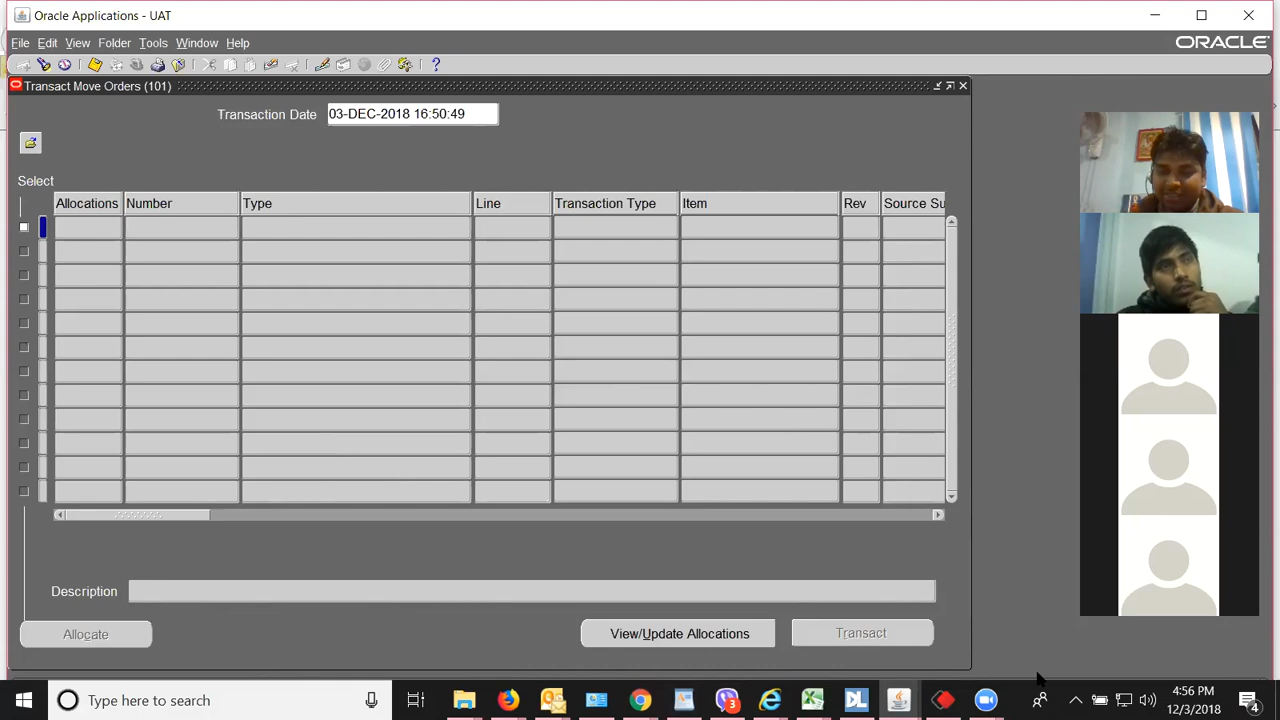 Oracle Applications - UAT
File Edit View Folder Tools Window Help
ORACLE
Transact Move Orders (101)
Transaction Date 03-DEC-2018 16:50:49
Select
Allocations Number Type Line Transaction Type Item Rev Source Su
Description
Allocate View/Update Allocations Transact
Type here to search
4:56 PM
12/3/2018
3
4